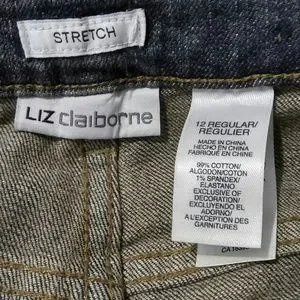 STRETCH
LIZ claiborne
12 REGULAR/
RÉGULIER
MADE IN CHINA
HECHO EN CHINA
FABRIQUÉ EN CHINE
99% COTTON/
ALGODÓN/COTON
1% SPANDEX/
ELASTANO
EXCLUSIVE OF
DECORATION/
EXCLUYENDO EL
ADORNO/
A L'EXCEPTION DES
GARNITURES